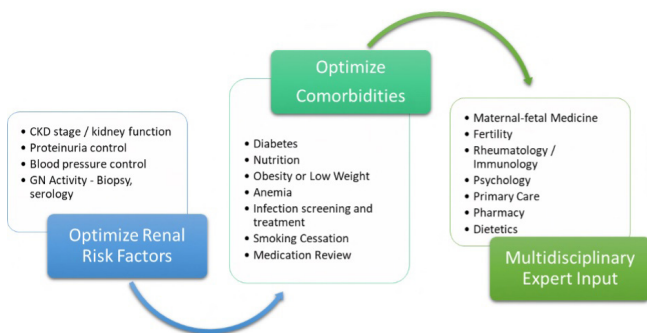 CKD stage / kidney function
Proteinuria control
Blood pressure control
GN Activity - Biopsy,
serology
Optimize Renal
Risk Factors
Optimize
Comorbidities
Diabetes
Nutrition
Obesity or Low Weight
Anemia
Infection screening and
treatment
Smoking Cessation
Medication Review
Maternal-fetal Medicine
Fertility
Rheumatology /
Immunology
Psychology
Primary Care
Pharmacy
Dietetics
Multidisciplinary
Expert Input